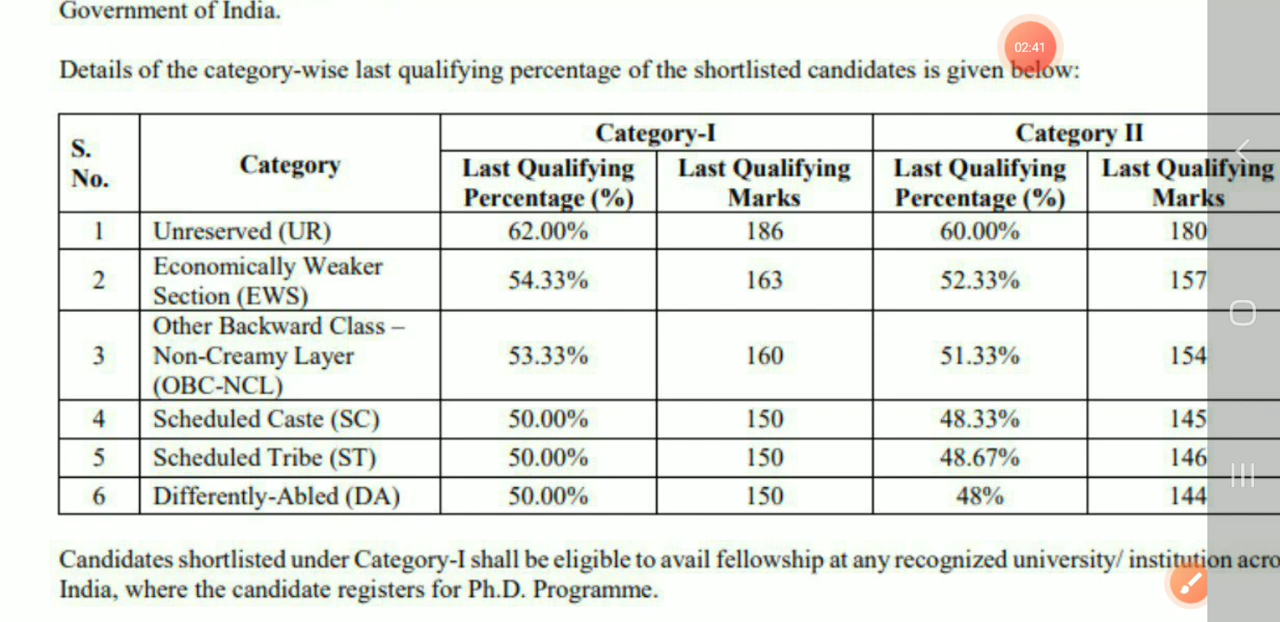 Government of India.
02:41
Details of the category-wise last qualifying percentage of the shortlisted candidates is given below:
S. No. Category Category-I Category II
Last Qualifying Percentage (%) Last Qualifying Marks Last Qualifying Percentage (%) Last Qualifying Marks
1 Unreserved (UR) 62.00% 186 60.00% 180
2 Economically Weaker Section (EWS) 54.33% 163 52.33% 157
3 Other Backward Class – Non-Creamy Layer (OBC-NCL) 53.33% 160 51.33% 154
4 Scheduled Caste (SC) 50.00% 150 48.33% 145
5 Scheduled Tribe (ST) 50.00% 150 48.67% 146
6 Differently-Abled (DA) 50.00% 150 48% 144
Candidates shortlisted under Category-I shall be eligible to avail fellowship at any recognized university/ institution acro
India, where the candidate registers for Ph.D. Programme.